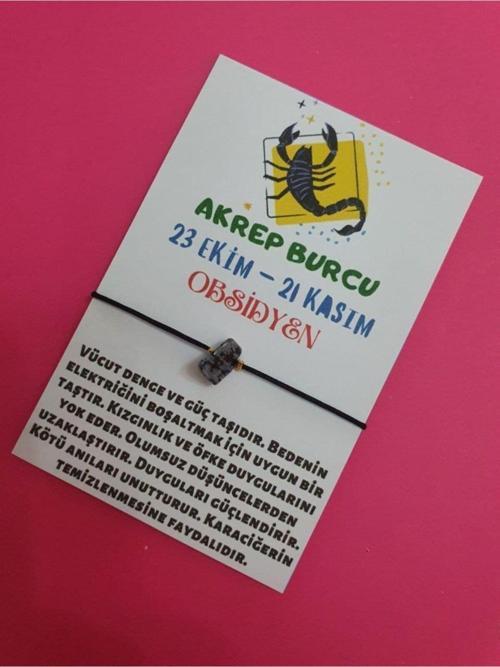 AKREP BURCU
23 EKİM – 21 KASIM
OBSİDYEN
VÜCUT DENGE VE GÜÇ TAŞIDIR. BEDENİN
ELEKTRİĞİNİ BOŞALTMAK İÇİN UYGUN BİR
TAŞTIR. KIZGINLIK VE ÖFKE DUYGULARINI
YOK EDER. OLUMSUZ DÜŞÜNCELERDEN
UZAKLAŞTIRIR. DUYGULARI GÜÇLENDİRİR.
KÖTÜ ANILARI UNUTTURUR. KARACİĞERİN
TEMİZLENMESİNE FAYDALIDIR.